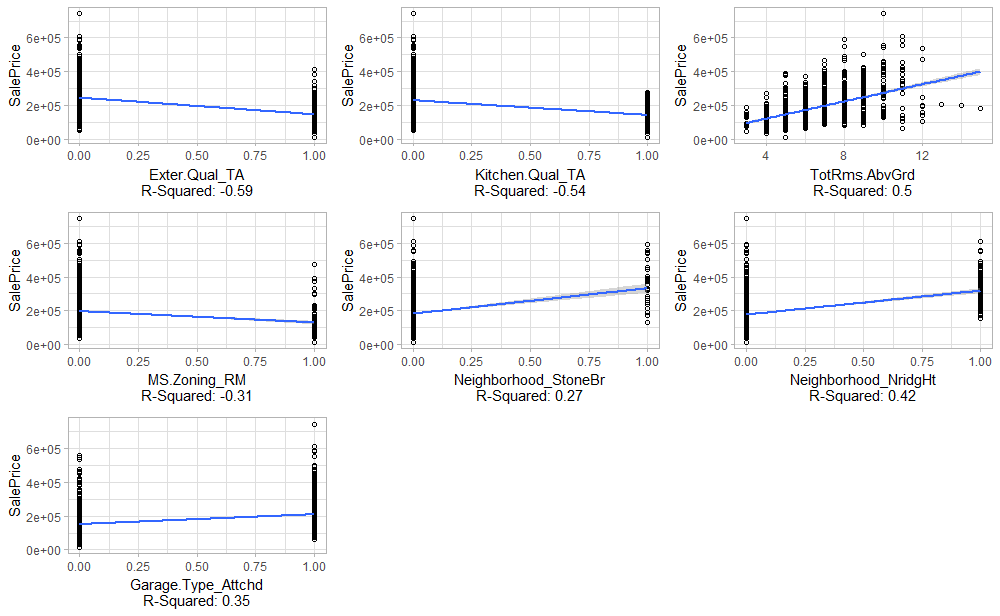 SalePrice
6e+05
4e+05
2e+05
0e+00
0.00 0.25 0.50 0.75 1.00
Exter.Qual_TA
R-Squared: -0.59
SalePrice
6e+05
4e+05
2e+05
0e+00
0.00 0.25 0.50 0.75 1.00
Kitchen.Qual_TA
R-Squared: -0.54
SalePrice
6e+05
4e+05
2e+05
0e+00
4 8 12
TotRms.AbvGrd
R-Squared: 0.5
SalePrice
6e+05
4e+05
2e+05
0e+00
0.00 0.25 0.50 0.75 1.00
MS.Zoning_RM
R-Squared: -0.31
SalePrice
6e+05
4e+05
2e+05
0e+00
0.00 0.25 0.50 0.75 1.00
Neighborhood_StoneBr
R-Squared: 0.27
SalePrice
6e+05
4e+05
2e+05
0e+00
0.00 0.25 0.50 0.75 1.00
Neighborhood_NridgHt
R-Squared: 0.42
SalePrice
6e+05
4e+05
2e+05
0e+00
0.00 0.25 0.50 0.75 1.00
Garage.Type_Attchd
R-Squared: 0.35